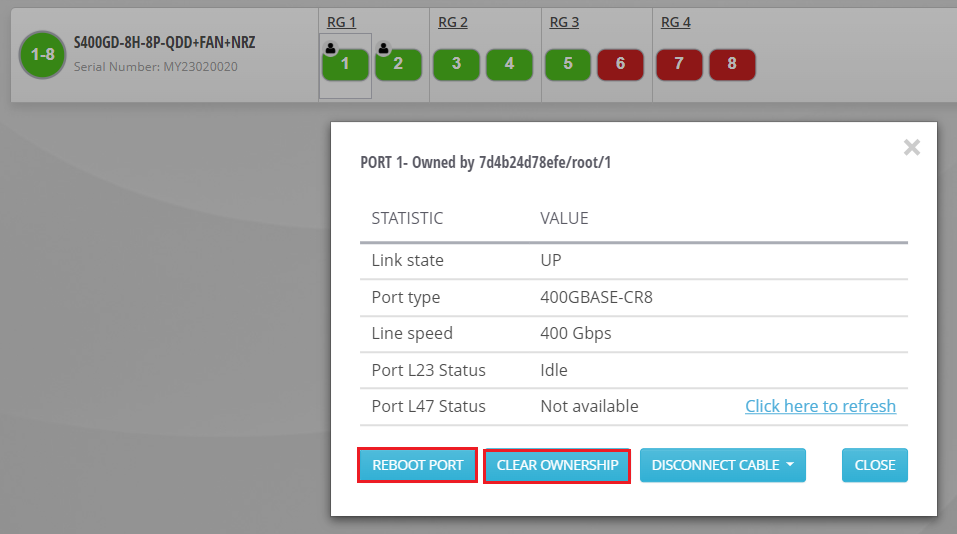 RG 1 RG 2 RG 3 RG 4
1-8 S400GD-8H-8P-QDD+FAN+NRZ
Serial Number: MY23020020
1 2 3 4 5 6 7 8
PORT 1- Owned by 7d4b24d78efe/root/1
×
STATISTIC VALUE
Link state UP
Port type 400GBASE-CR8
Line speed 400 Gbps
Port L23 Status Idle
Port L47 Status Not available Click here to refresh
REBOOT PORT CLEAR OWNERSHIP DISCONNECT CABLE CLOSE